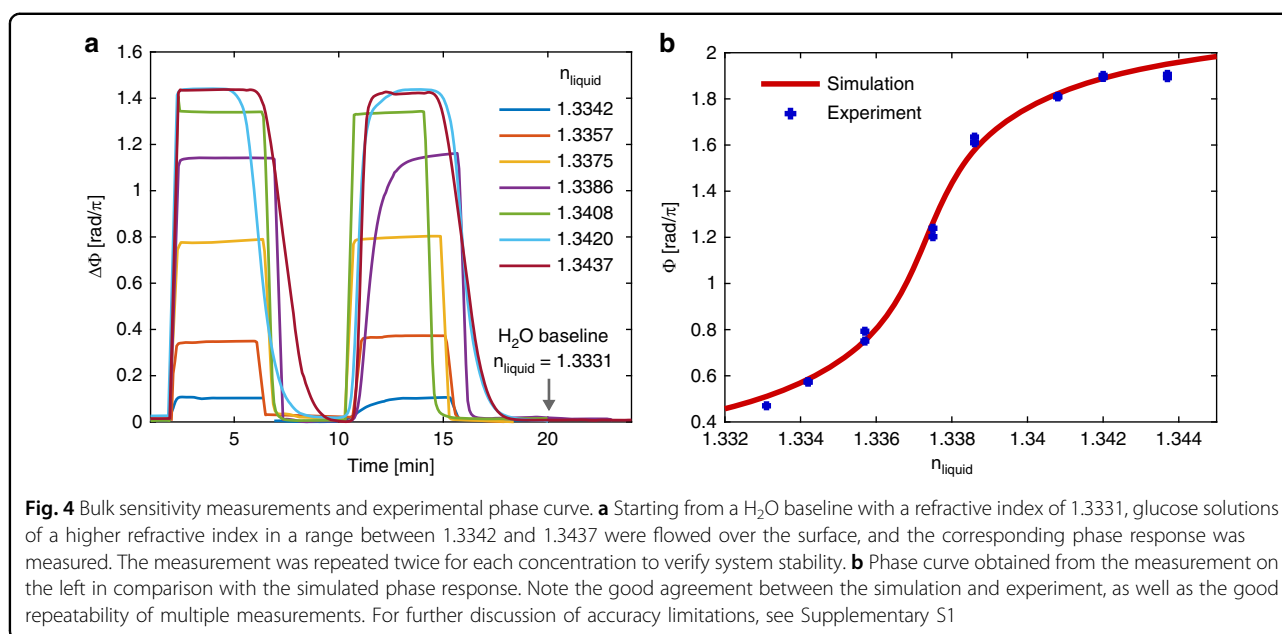 a
1.6
1.4
1.2
1
0.8
0.6
0.4
0.2
0
ΔΦ [rad/π]
5
10
15
20
Time [min]
n_liquid
1.3342
1.3357
1.3375
1.3386
1.3408
1.3420
1.3437
H₂O baseline
n_liquid = 1.3331
b
2
1.8
1.6
1.4
1.2
1
0.8
0.6
0.4
Φ [rad/π]
Simulation
Experiment
1.332
1.334
1.336
1.338
1.34
1.342
1.344
n_liquid
Fig. 4 Bulk sensitivity measurements and experimental phase curve. a Starting from a H₂O baseline with a refractive index of 1.3331, glucose solutions
of a higher refractive index in a range between 1.3342 and 1.3437 were flowed over the surface, and the corresponding phase response was
measured. The measurement was repeated twice for each concentration to verify system stability. b Phase curve obtained from the measurement on
the left in comparison with the simulated phase response. Note the good agreement between the simulation and experiment, as well as the good
repeatability of multiple measurements. For further discussion of accuracy limitations, see Supplementary S1